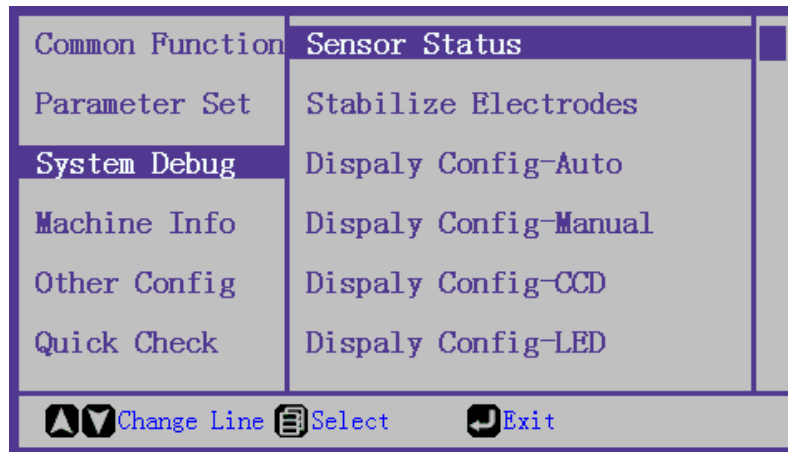 Common Function
Parameter Set
System Debug
Machine Info
Other Config
Quick Check
Sensor Status
Stabilize Electrodes
Dispaly Config-Auto
Dispaly Config-Manual
Dispaly Config-CCD
Dispaly Config-LED
Change Line Select Exit